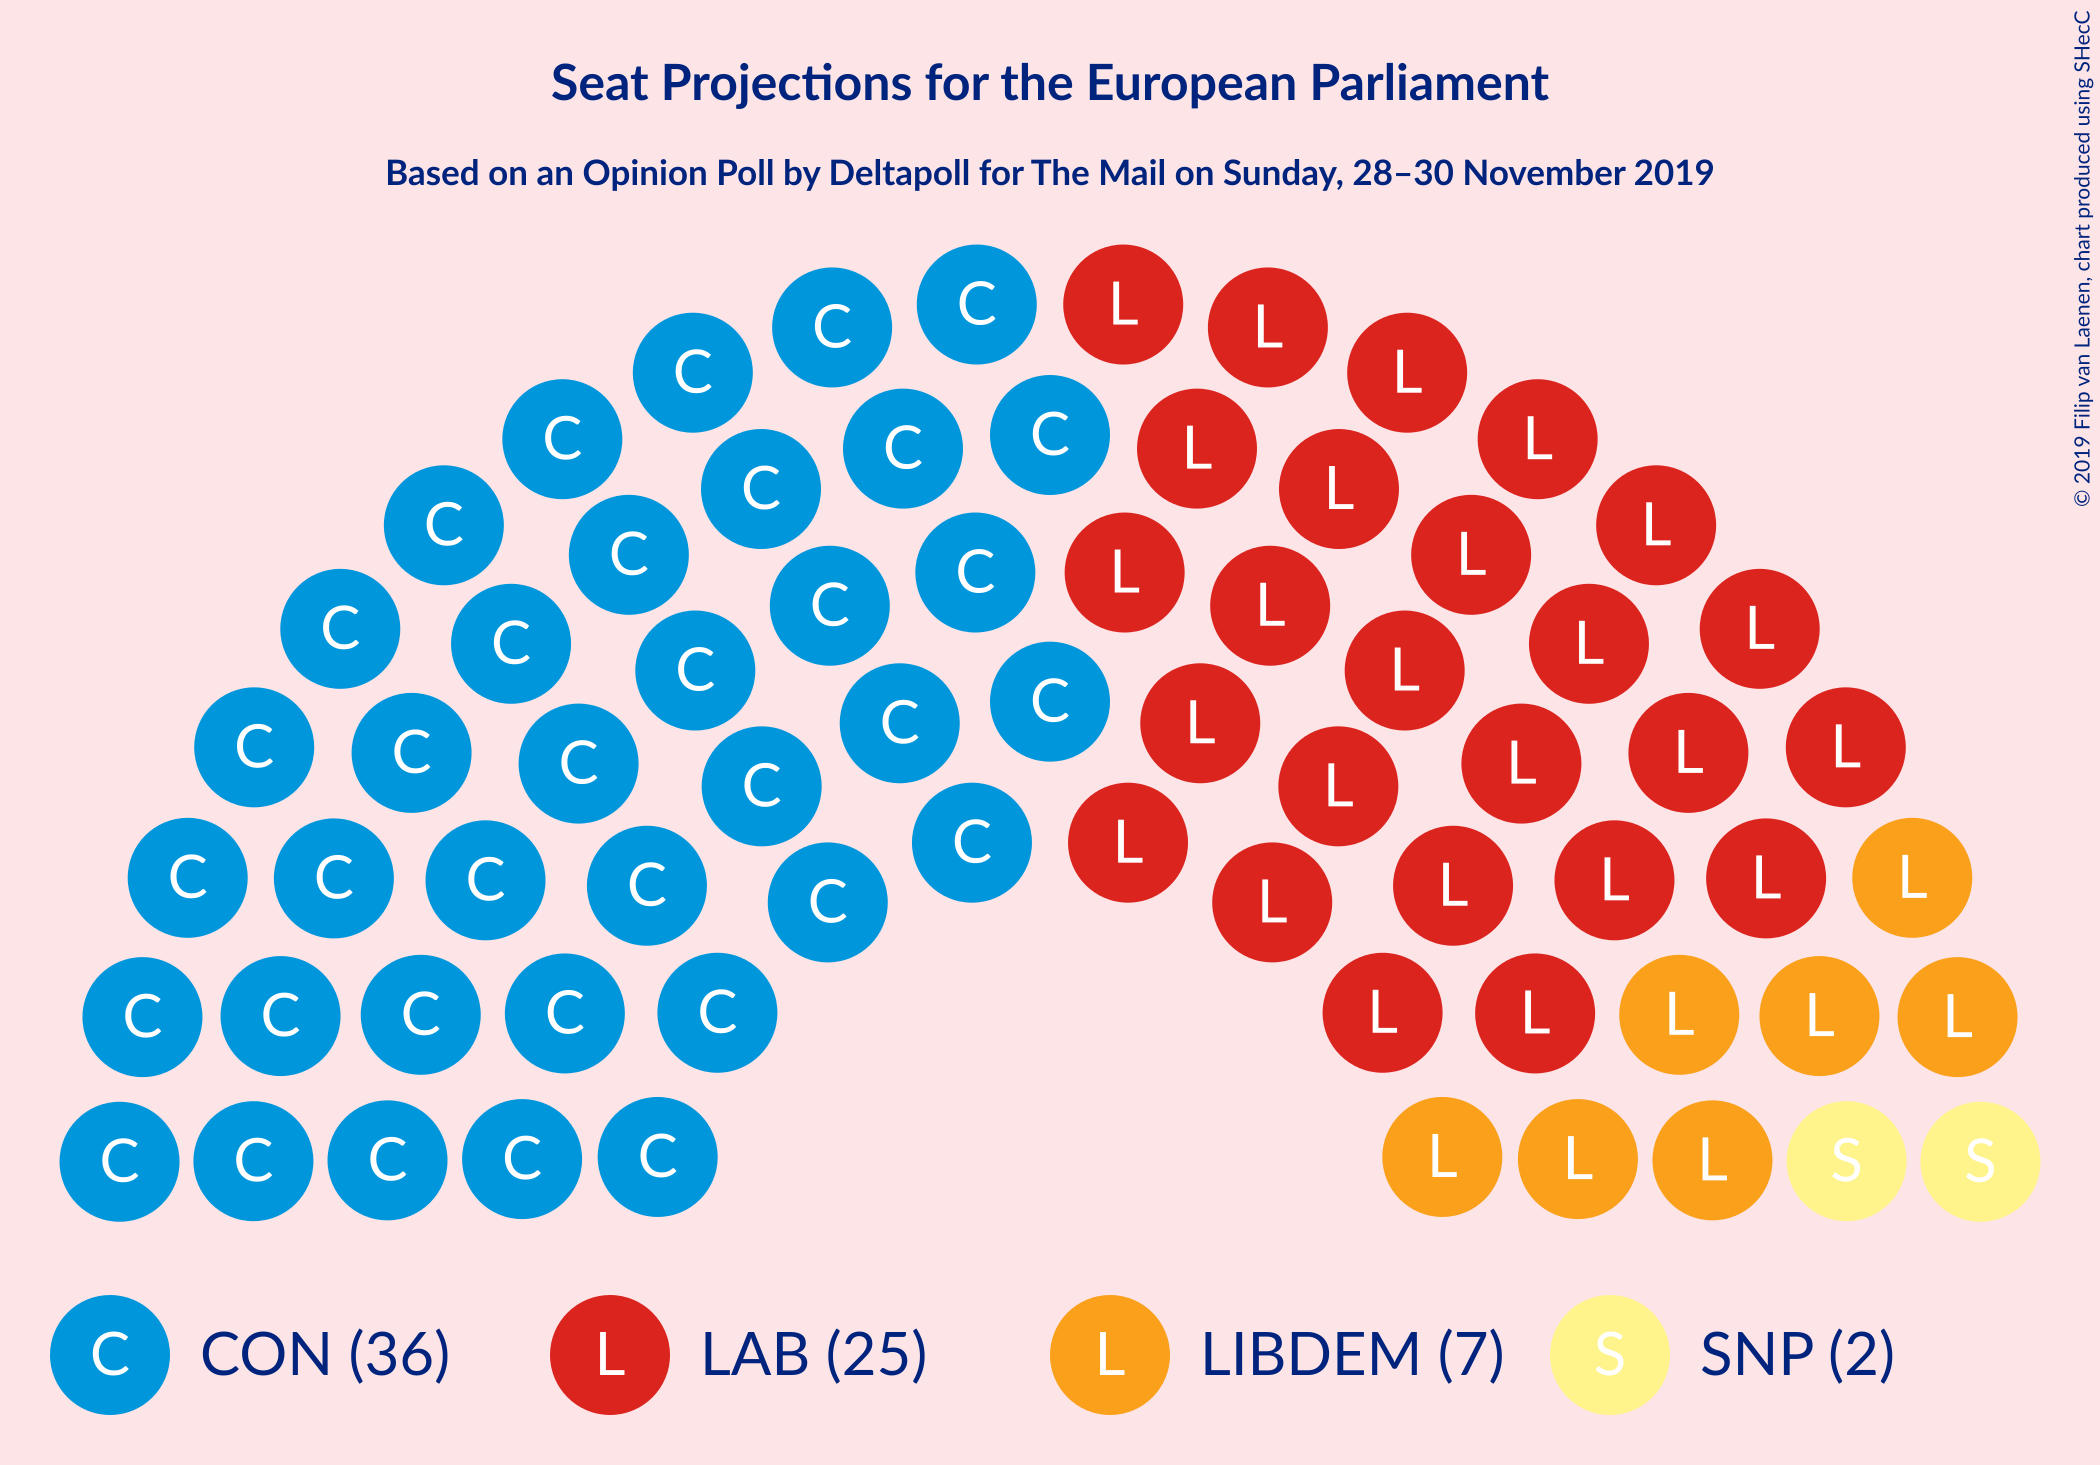 Seat Projections for the European Parliament
Based on an Opinion Poll by Deltapoll for The Mail on Sunday, 28–30 November 2019
© 2019 Filip van Laenen, chart produced using SHecC
C C L L
C L
C C C L L
C L
C C L L L
C C L L
C C L L
C C C L L L
C C C C L L L L
C C L L
C C C C L L L L
C L
C C C C C L L L L L
C C C C C L L L S S
C CON (36) L LAB (25) L LIBDEM (7) S SNP (2)